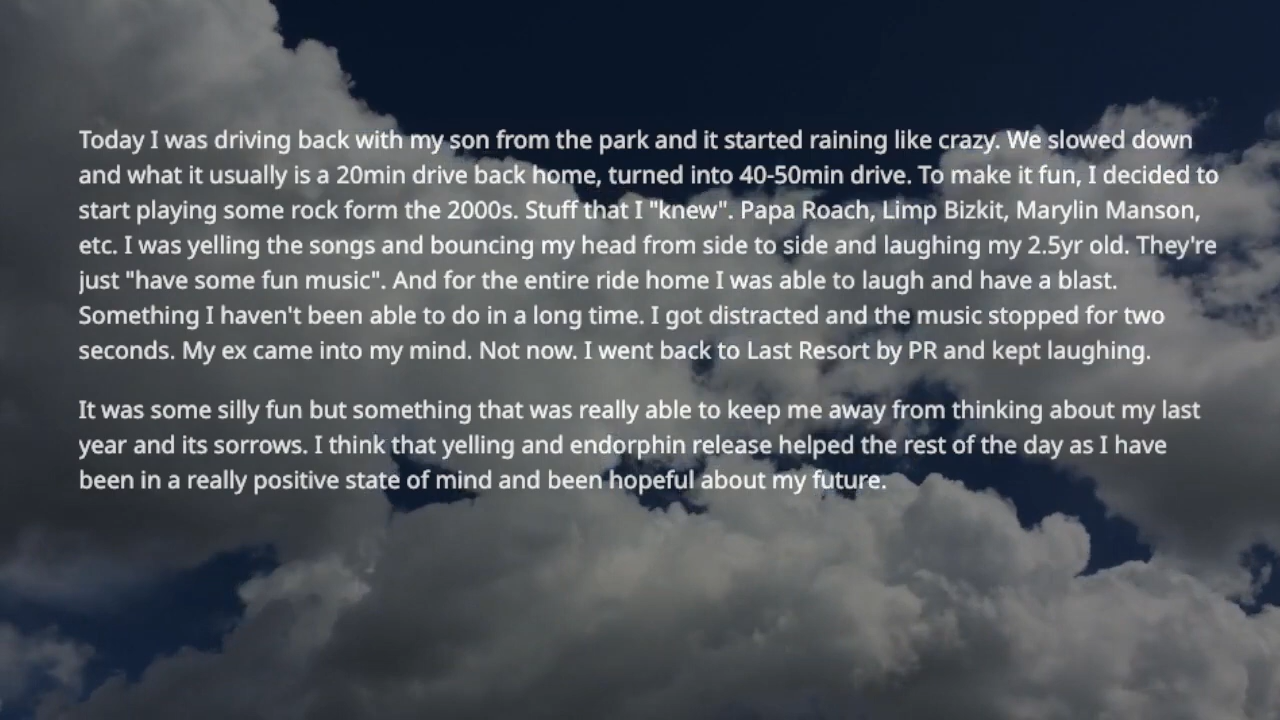 Today I was driving back with my son from the park and it started raining like crazy. We slowed down
and what it usually is a 20min drive back home, turned into 40-50min drive. To make it fun, I decided to
start playing some rock form the 2000s. Stuff that I "knew". Papa Roach, Limp Bizkit, Marylin Manson,
etc. I was yelling the songs and bouncing my head from side to side and laughing my 2.5yr old. They're
just "have some fun music". And for the entire ride home I was able to laugh and have a blast.
Something I haven't been able to do in a long time. I got distracted and the music stopped for two
seconds. My ex came into my mind. Not now. I went back to Last Resort by PR and kept laughing.
It was some silly fun but something that was really able to keep me away from thinking about my last
year and its sorrows. I think that yelling and endorphin release helped the rest of the day as I have
been in a really positive state of mind and been hopeful about my future.